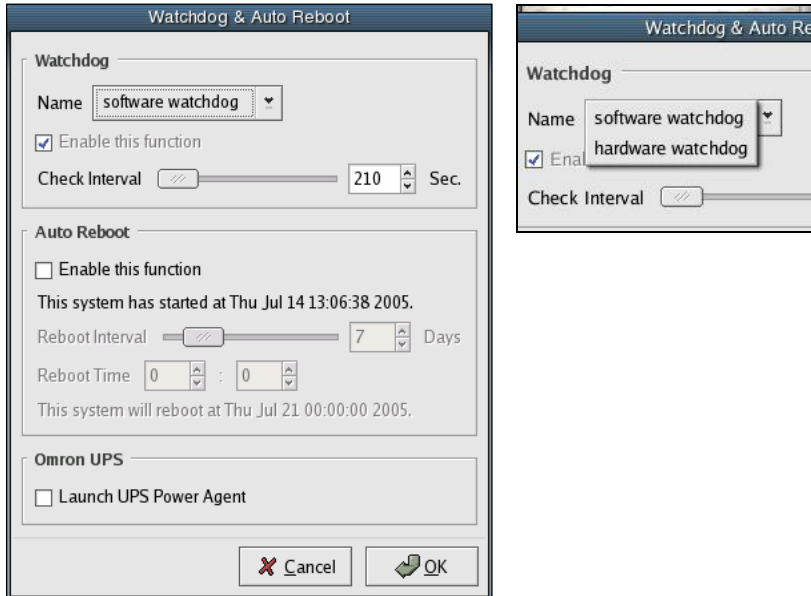 Watchdog & Auto Reboot
Watchdog
Name software watchdog
Enable this function
Check Interval 210 Sec.
Auto Reboot
Enable this function
This system has started at Thu Jul 14 13:06:38 2005.
Reboot Interval 7 Days
Reboot Time 0 : 0
This system will reboot at Thu Jul 21 00:00:00 2005.
Omron UPS
Launch UPS Power Agent
Cancel OK
Watchdog & Auto Re
Watchdog
Name software watchdog
hardware watchdog
Enal
Check Interval